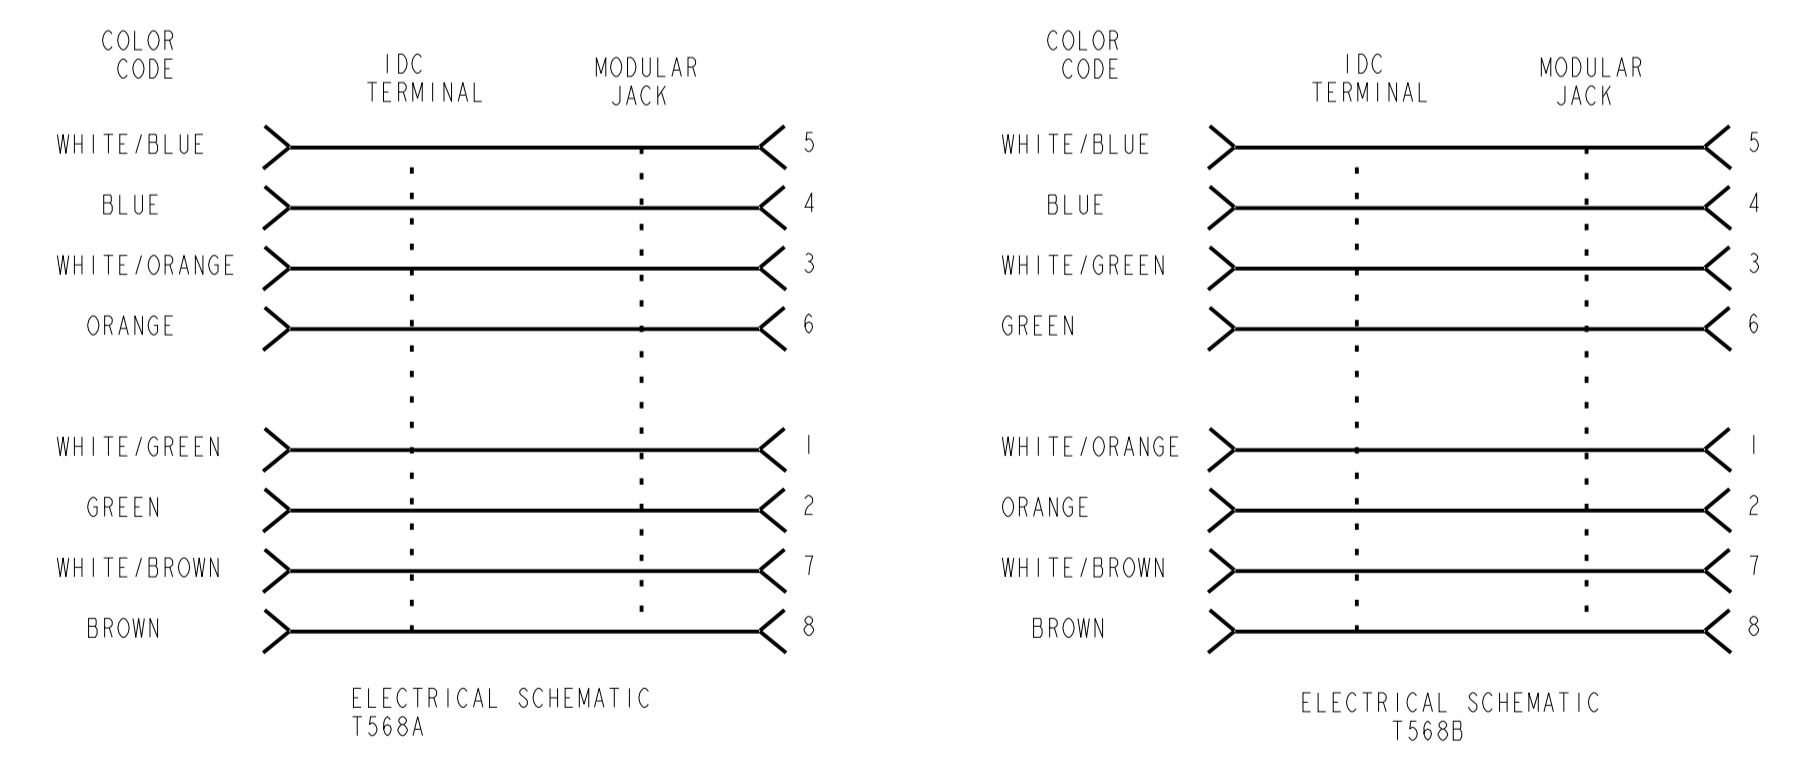 COLOR
CODE
IDC
TERMINAL
MODULAR
JACK
WHITE/BLUE 5
BLUE 4
WHITE/ORANGE 3
ORANGE 6
WHITE/GREEN 1
GREEN 2
WHITE/BROWN 7
BROWN 8
ELECTRICAL SCHEMATIC
T568A
COLOR
CODE
IDC
TERMINAL
MODULAR
JACK
WHITE/BLUE 5
BLUE 4
WHITE/GREEN 3
GREEN 6
WHITE/ORANGE 1
ORANGE 2
WHITE/BROWN 7
BROWN 8
ELECTRICAL SCHEMATIC
T568B